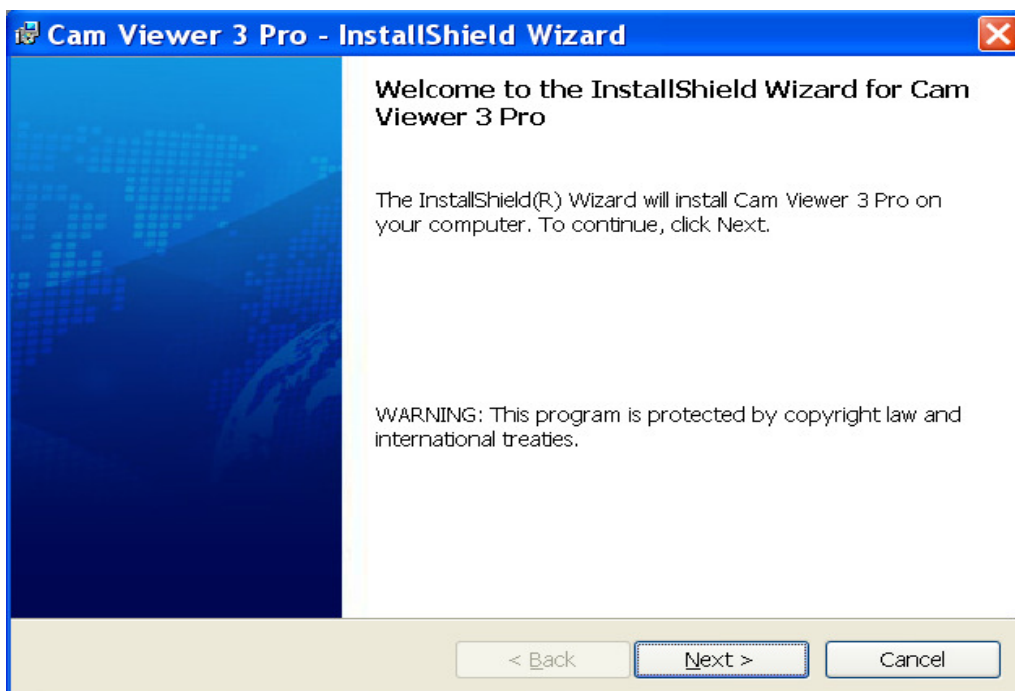 Cam Viewer 3 Pro - InstallShield Wizard
Welcome to the InstallShield Wizard for Cam
Viewer 3 Pro
The InstallShield(R) Wizard will install Cam Viewer 3 Pro on
your computer. To continue, click Next.
WARNING: This program is protected by copyright law and
international treaties.
< Back
Next >
Cancel